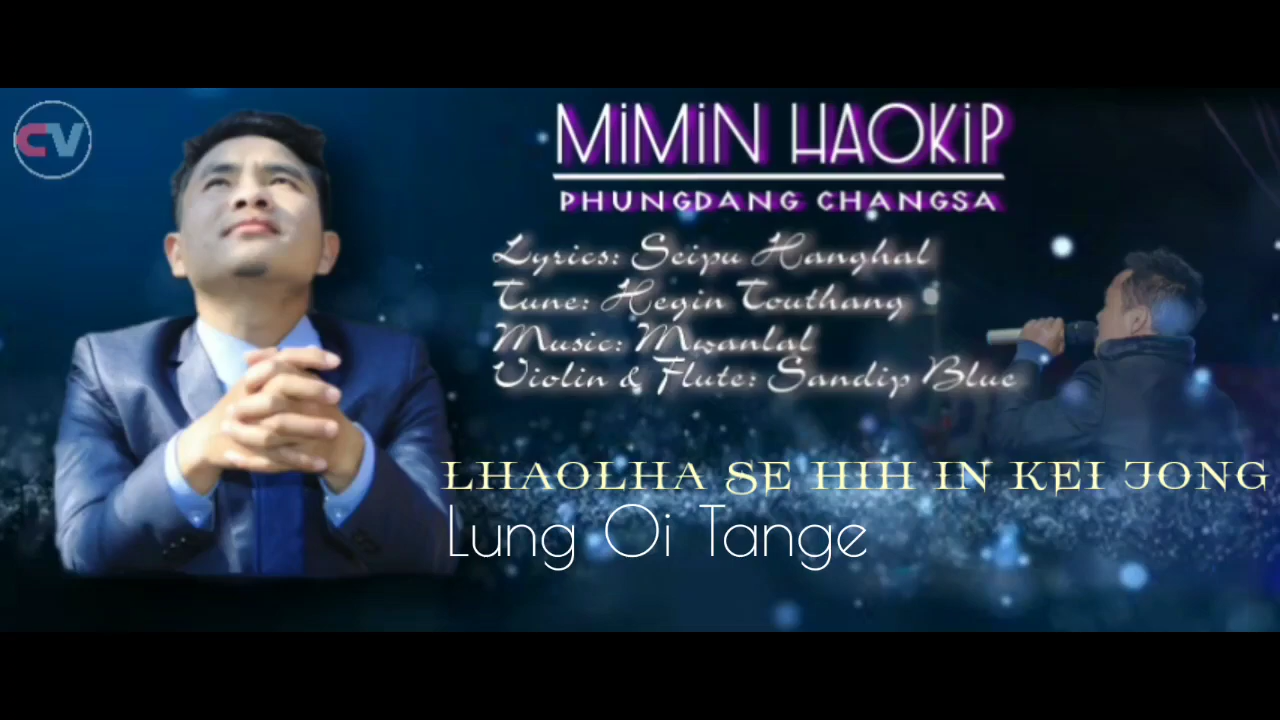 CV
MiMiN HAOKiP
PHUNGDANG CHANGSA
Lyrics: Seipu Hanghal
Tune: Hegin Touthang
Music: Mwanlal
Violin & Flute: Sandip Blue
LHAOLHA SE HIH IN KEI JONG
Lung Oi Tange